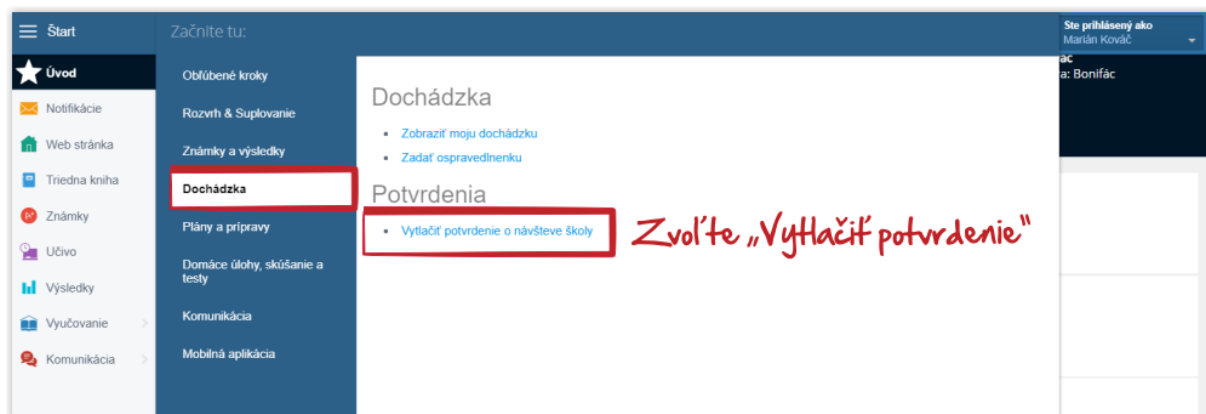 Štart
Začnite tu:
Ste prihlásený ako
Marián Kováč
Úvod
Notifikácie
Web stránka
Triedna kniha
Známky
Učivo
Výsledky
Vyučovanie
Komunikácia
Obľúbené kroky
Rozvrh & Suplovanie
Známky a výsledky
Dochádzka
Plány a prípravy
Domáce úlohy, skúšanie a
testy
Komunikácia
Mobilná aplikácia
Dochádzka
Zobraziť moju dochádzku
Zadať ospravedlnenku
Potvrdenia
Vytlačiť potvrdenie o návšteve školy
Zvoľte „Vytlačiť potvrdenie"
ac
a: Bonifác